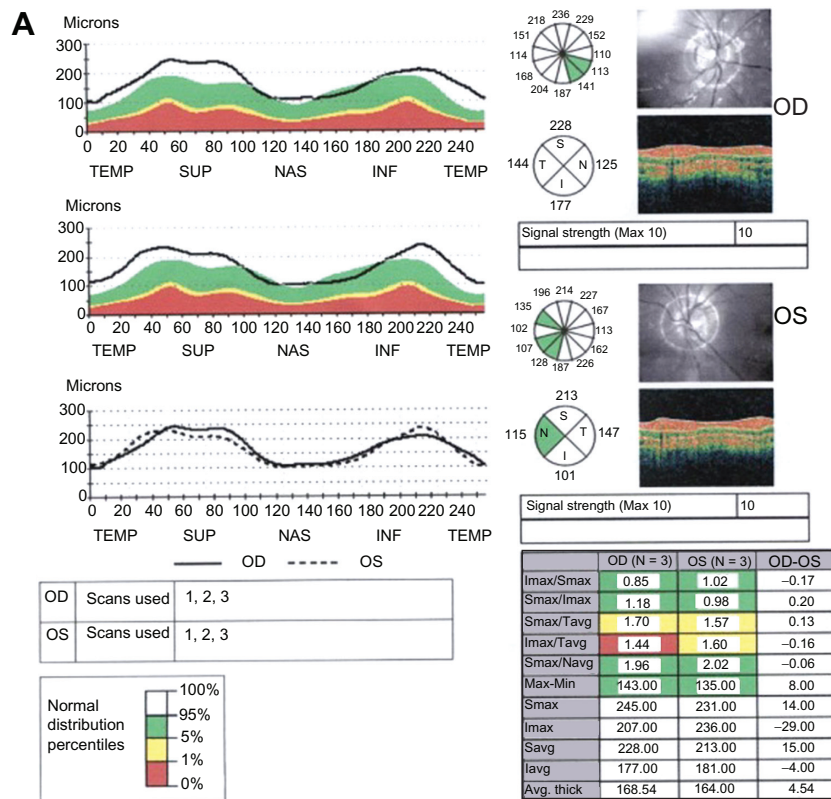 A
Microns
300
200
100
0
0 20 40 60 80 100 120 140 160 180 200 220 240
TEMP SUP NAS INF TEMP
236
218 229
151 152
114 110
168 113
204 187 141
OD
228
S
144 T N 125
I
177
Signal strength (Max 10) 10
Microns
300
200
100
0
0 20 40 60 80 100 120 140 160 180 200 220 240
TEMP SUP NAS INF TEMP
196 214 227
135 167
102 113
107 162
128 187 226
OS
213
S
115 N T 147
I
101
Signal strength (Max 10) 10
Microns
300
200
100
0
0 20 40 60 80 100 120 140 160 180 200 220 240
TEMP SUP NAS INF TEMP
OD OS
OD Scans used 1, 2, 3
OS Scans used 1, 2, 3
Normal
distribution
percentiles
100%
95%
5%
1%
0%
OD (N = 3) OS (N = 3) OD-OS
Imax/Smax 0.85 1.02 –0.17
Smax/Imax 1.18 0.98 0.20
Smax/Tavg 1.70 1.57 0.13
Imax/Tavg 1.44 1.60 –0.16
Smax/Navg 1.96 2.02 –0.06
Max-Min 143.00 135.00 8.00
Smax 245.00 231.00 14.00
Imax 207.00 236.00 –29.00
Savg 228.00 213.00 15.00
Iavg 177.00 181.00 –4.00
Avg. thick 168.54 164.00 4.54